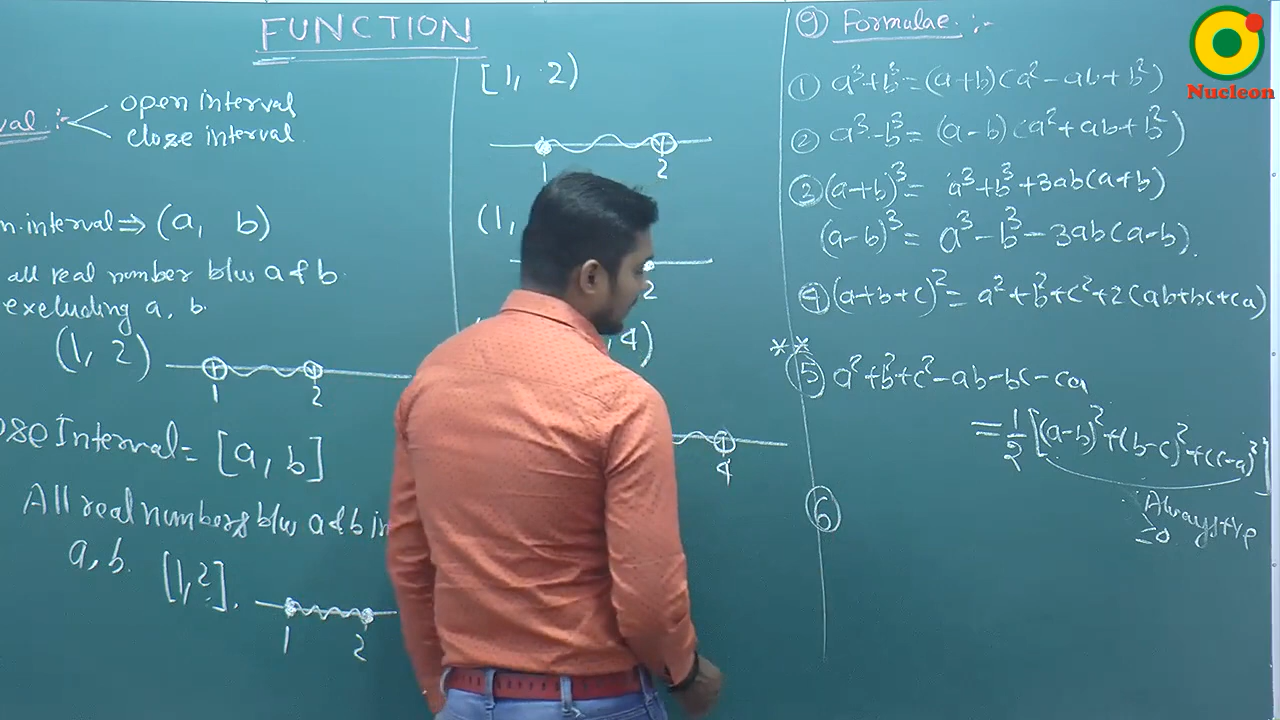 FUNCTION
val :-
open interval
close interval
n.interval ⇒ (a, b)
all real number b/w a & b
excluding a, b.
(1, 2)
1 2
ose Interval = [a, b]
All real numbers b/w a & b in
a, b. [1, 2].
1 2
[1, 2)
1 2
(1,
2
, 4)
4
⑨ Formulae :-
① a³+b³=(a+b)(a²-ab+b²)
② a³-b³=(a-b)(a²+ab+b²)
② (a+b)³= a³+b³+3ab(a+b)
(a-b)³= a³-b³-3ab(a-b).
④ (a+b+c)²= a²+b²+c²+2(ab+bc+ca)
**
⑤ a²+b²+c²-ab-bc-ca
= 1/2 [(a-b)²+(b-c)²+(c-a)²]
Always +ve
≥0
⑥
Nucleon